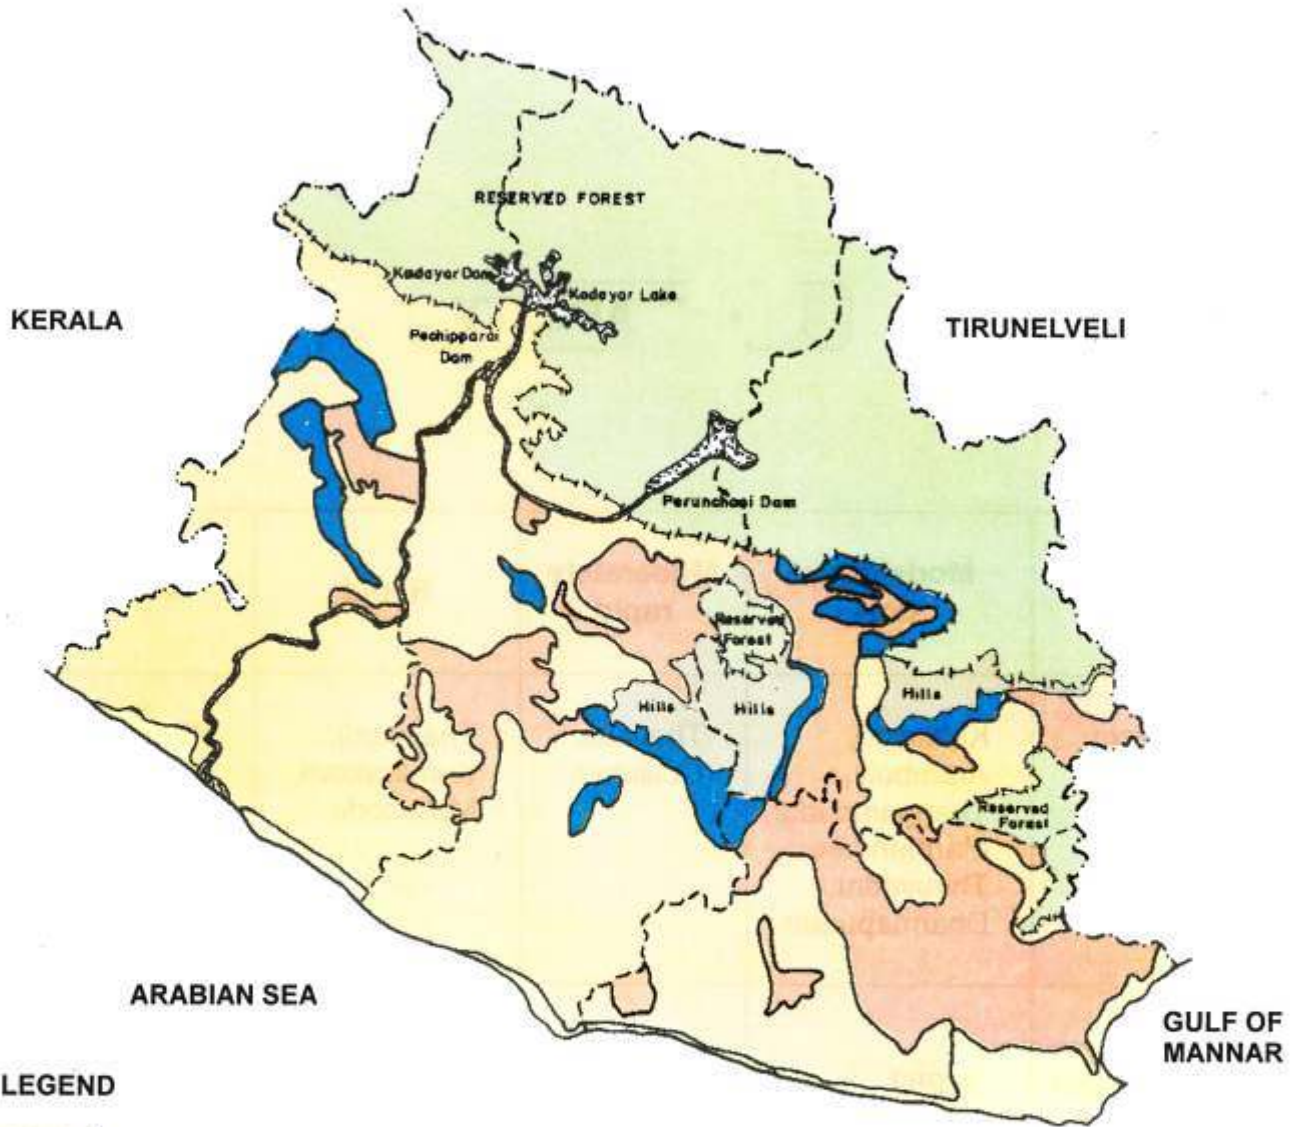 RESERVED FOREST
Kadayar Dam
Kodayar Lake
KERALA
TIRUNELVELI
Pechipparai
Dam
Perunchani Dam
Reserved
Forest
Hills
Hills
Hills
Reserved
Forest
ARABIAN SEA
GULF OF
MANNAR
LEGEND